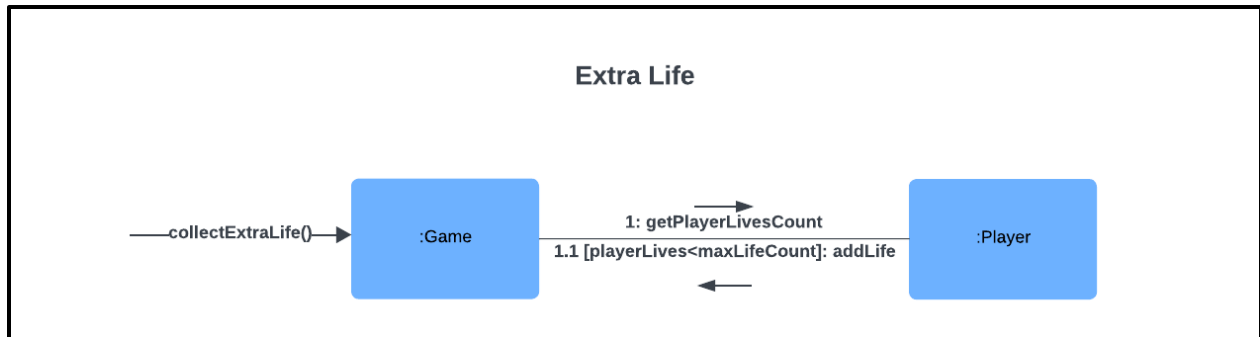 Extra Life
collectExtraLife()
:Game
1: getPlayerLivesCount
1.1 [playerLives<maxLifeCount]: addLife
:Player